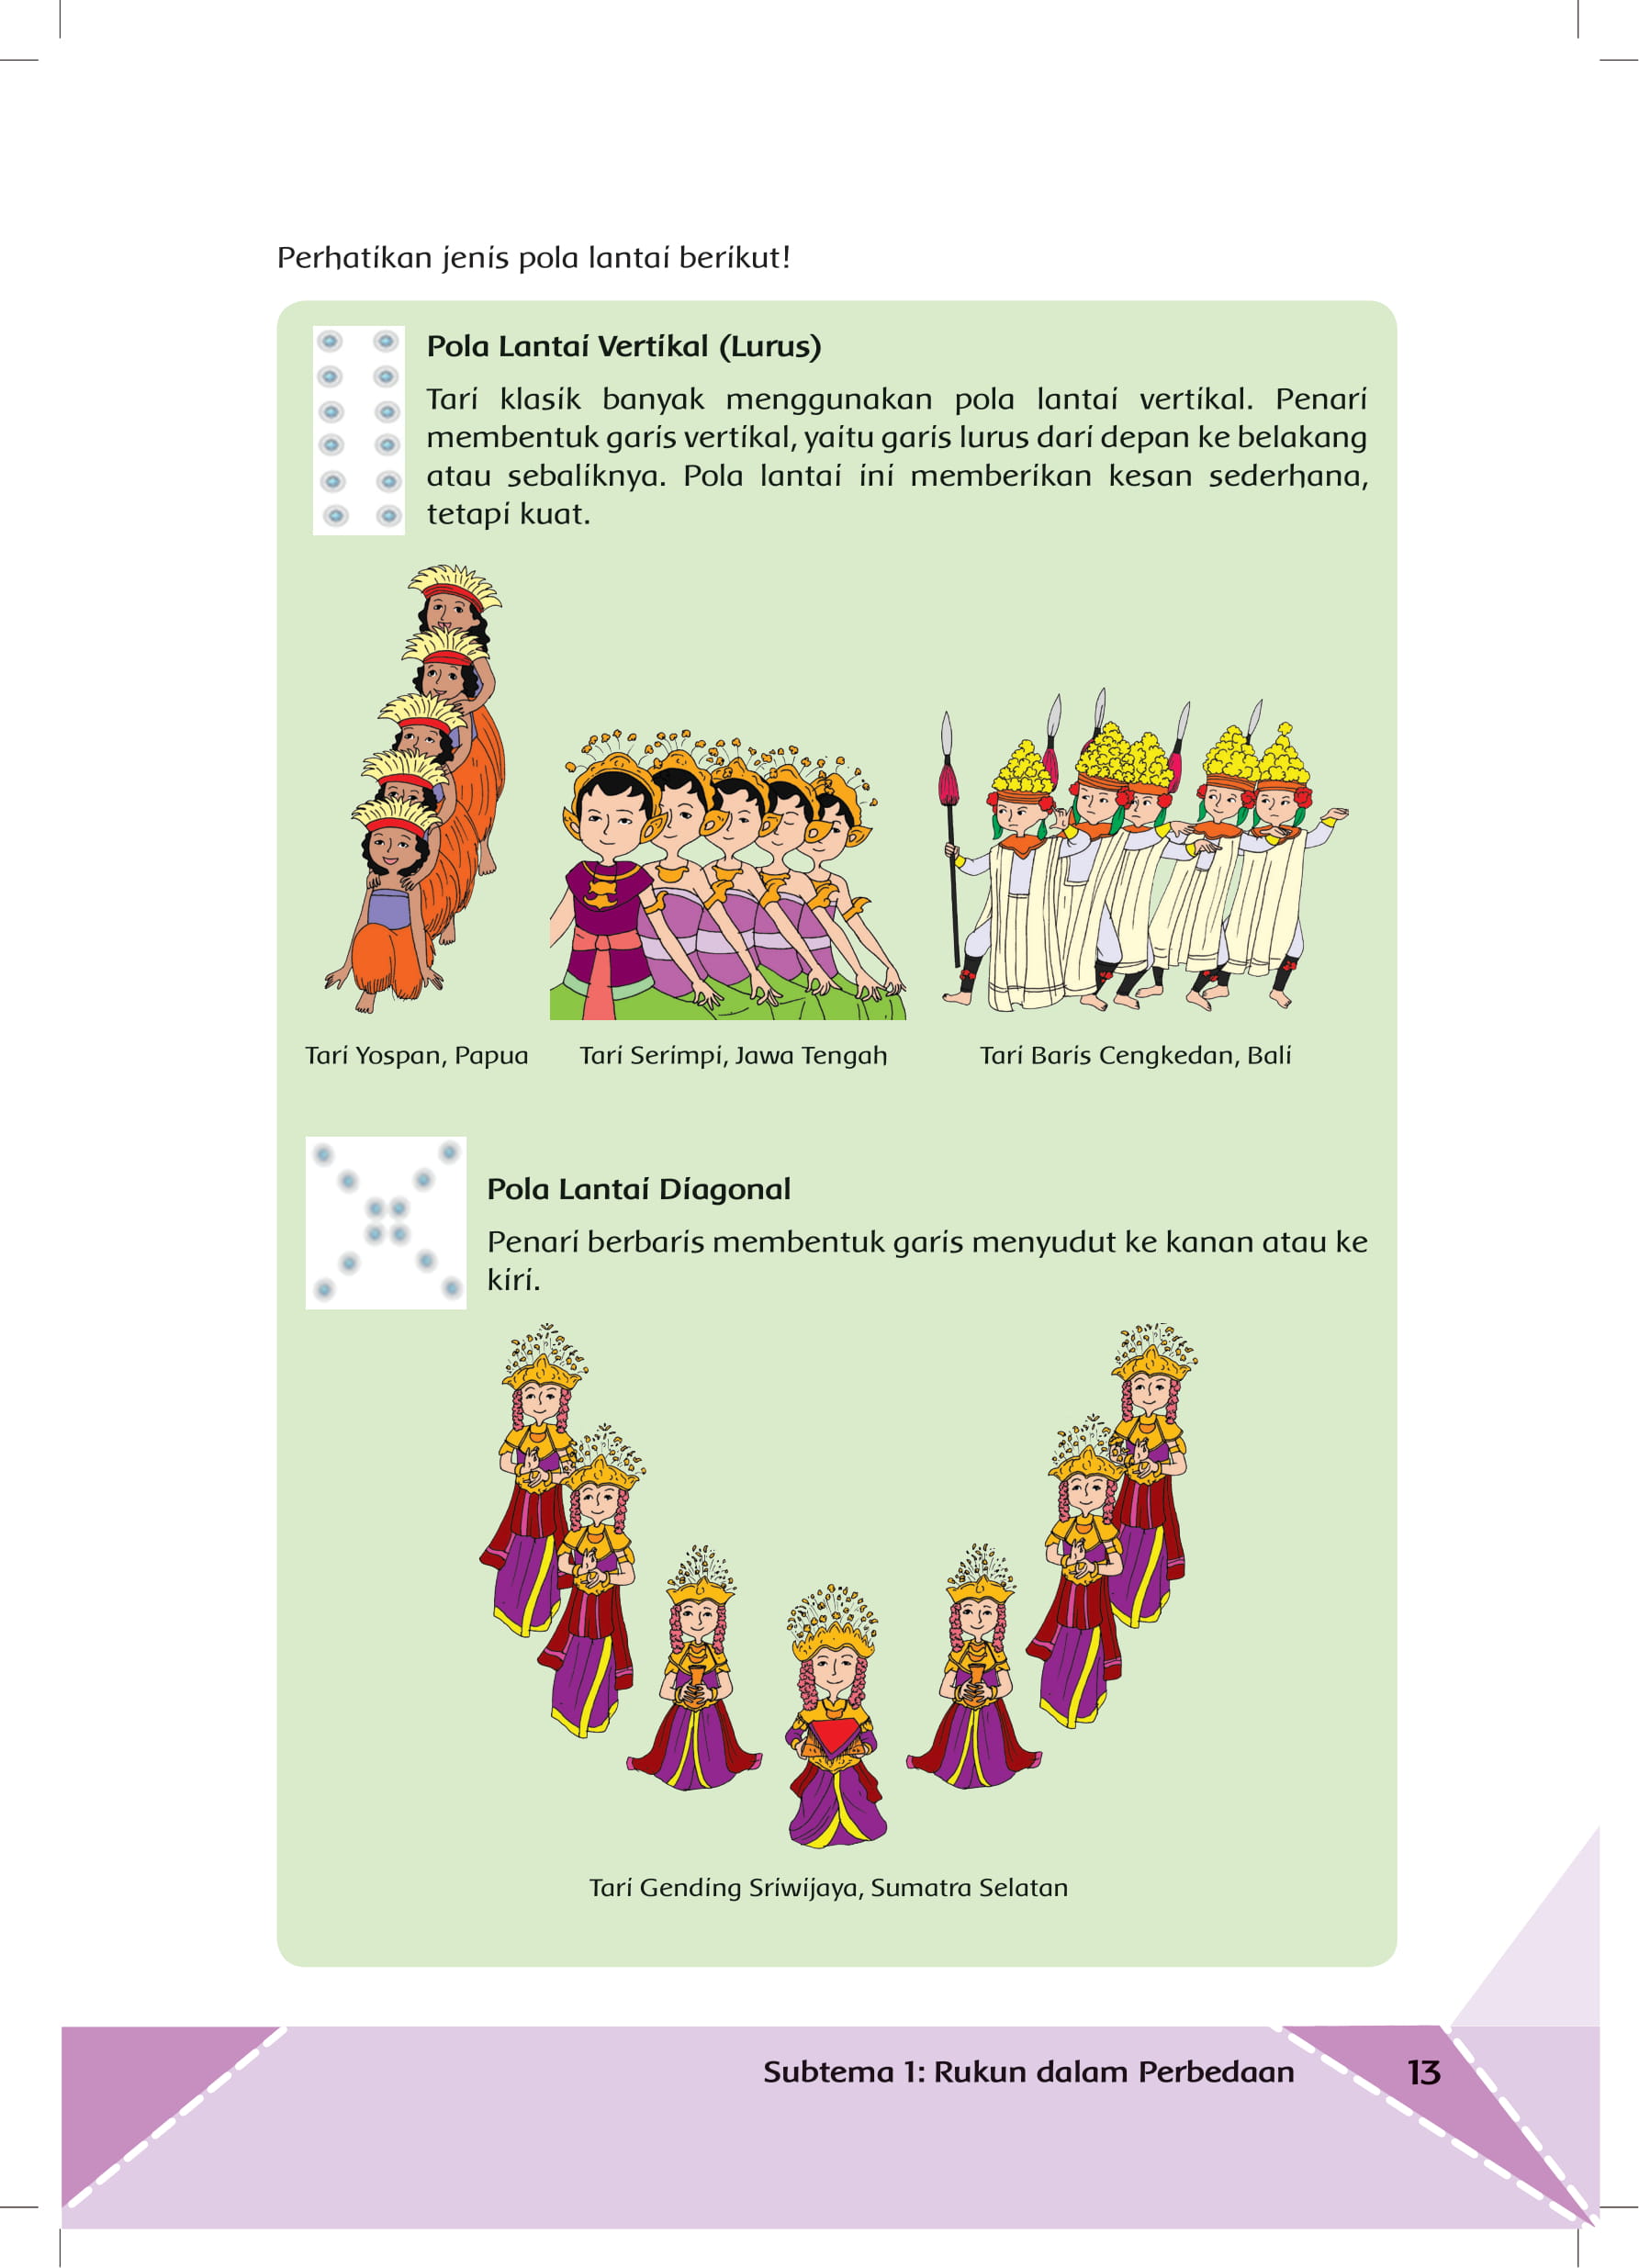 Perhatikan jenis pola lantai berikut!
Pola Lantai Vertikal (Lurus)
Tari klasik banyak menggunakan pola lantai vertikal. Penari
membentuk garis vertikal, yaitu garis lurus dari depan ke belakang
atau sebaliknya. Pola lantai ini memberikan kesan sederhana,
tetapi kuat.
Tari Yospan, Papua
Tari Serimpi, Jawa Tengah
Tari Baris Cengkedan, Bali
Pola Lantai Diagonal
Penari berbaris membentuk garis menyudut ke kanan atau ke
kiri.
Tari Gending Sriwijaya, Sumatra Selatan
Subtema 1: Rukun dalam Perbedaan
13